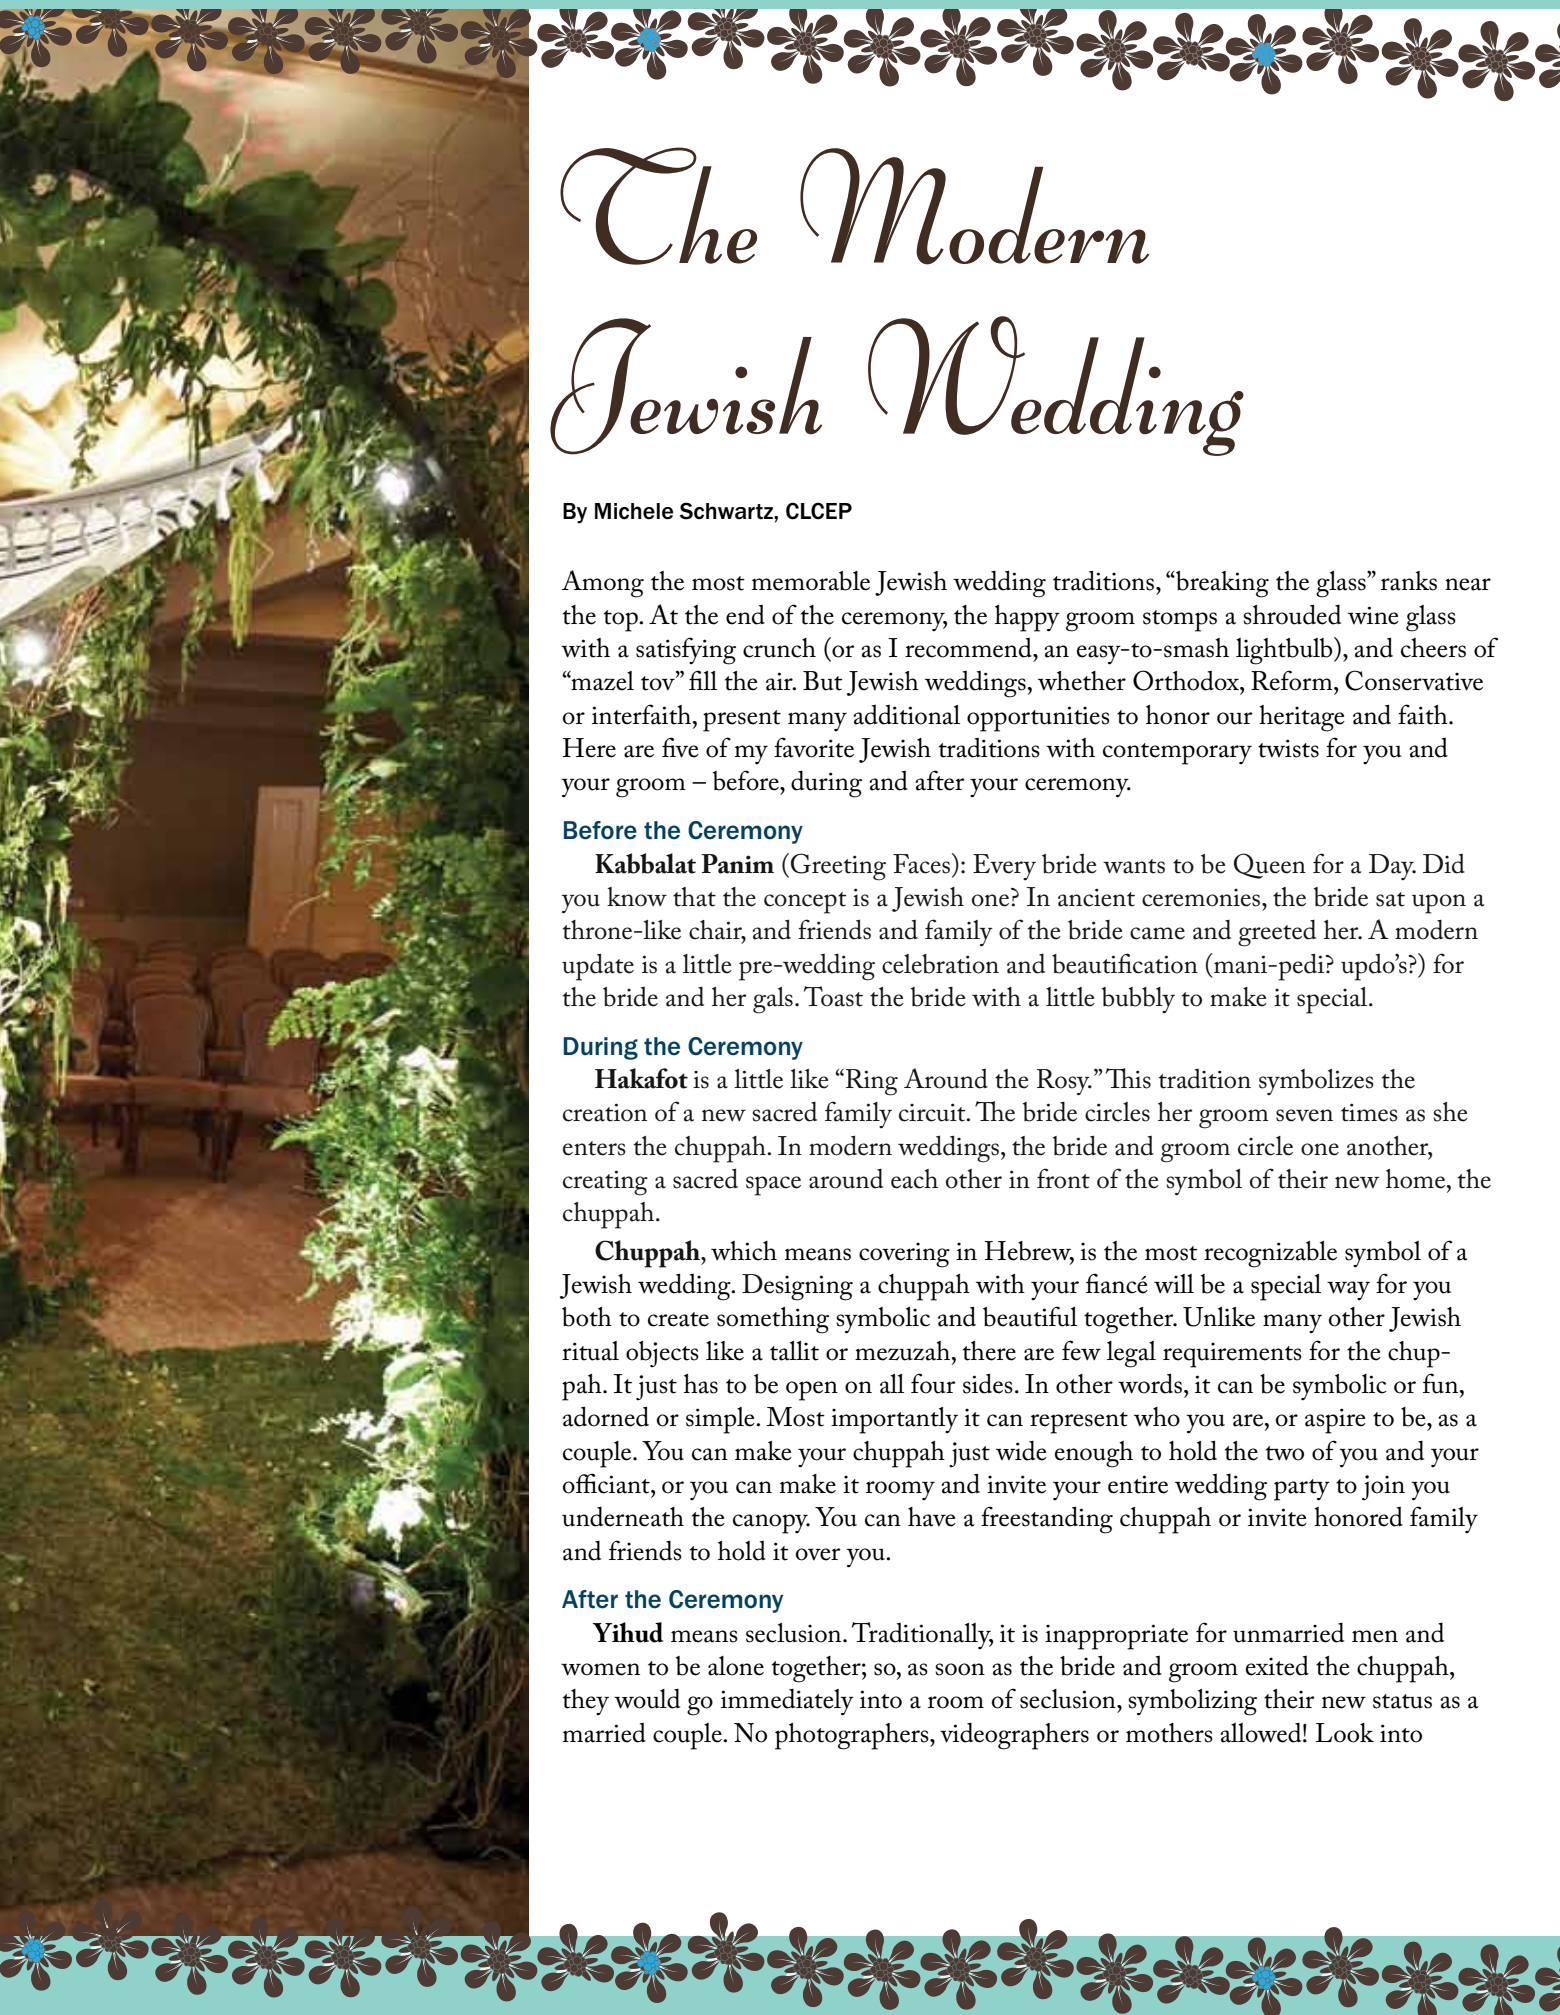 The Modern
Jewish Wedding
By Michele Schwartz, CLCEP
Among the most memorable Jewish wedding traditions, “breaking the glass” ranks near
the top. At the end of the ceremony, the happy groom stomps a shrouded wine glass
with a satisfying crunch (or as I recommend, an easy-to-smash lightbulb), and cheers of
“mazel tov” fill the air. But Jewish weddings, whether Orthodox, Reform, Conservative
or interfaith, present many additional opportunities to honor our heritage and faith.
Here are five of my favorite Jewish traditions with contemporary twists for you and
your groom – before, during and after your ceremony.
Before the Ceremony
Kabbalat Panim (Greeting Faces): Every bride wants to be Queen for a Day. Did
you know that the concept is a Jewish one? In ancient ceremonies, the bride sat upon a
throne-like chair, and friends and family of the bride came and greeted her. A modern
update is a little pre-wedding celebration and beautification (mani-pedi? updo’s?) for
the bride and her gals. Toast the bride with a little bubbly to make it special.
During the Ceremony
Hakafot is a little like “Ring Around the Rosy.” This tradition symbolizes the
creation of a new sacred family circuit. The bride circles her groom seven times as she
enters the chuppah. In modern weddings, the bride and groom circle one another,
creating a sacred space around each other in front of the symbol of their new home, the
chuppah.
Chuppah, which means covering in Hebrew, is the most recognizable symbol of a
Jewish wedding. Designing a chuppah with your fiancé will be a special way for you
both to create something symbolic and beautiful together. Unlike many other Jewish
ritual objects like a tallit or mezuzah, there are few legal requirements for the chup-
pah. It just has to be open on all four sides. In other words, it can be symbolic or fun,
adorned or simple. Most importantly it can represent who you are, or aspire to be, as a
couple. You can make your chuppah just wide enough to hold the two of you and your
officiant, or you can make it roomy and invite your entire wedding party to join you
underneath the canopy. You can have a freestanding chuppah or invite honored family
and friends to hold it over you.
After the Ceremony
Yihud means seclusion. Traditionally, it is inappropriate for unmarried men and
women to be alone together; so, as soon as the bride and groom exited the chuppah,
they would go immediately into a room of seclusion, symbolizing their new status as a
married couple. No photographers, videographers or mothers allowed! Look into